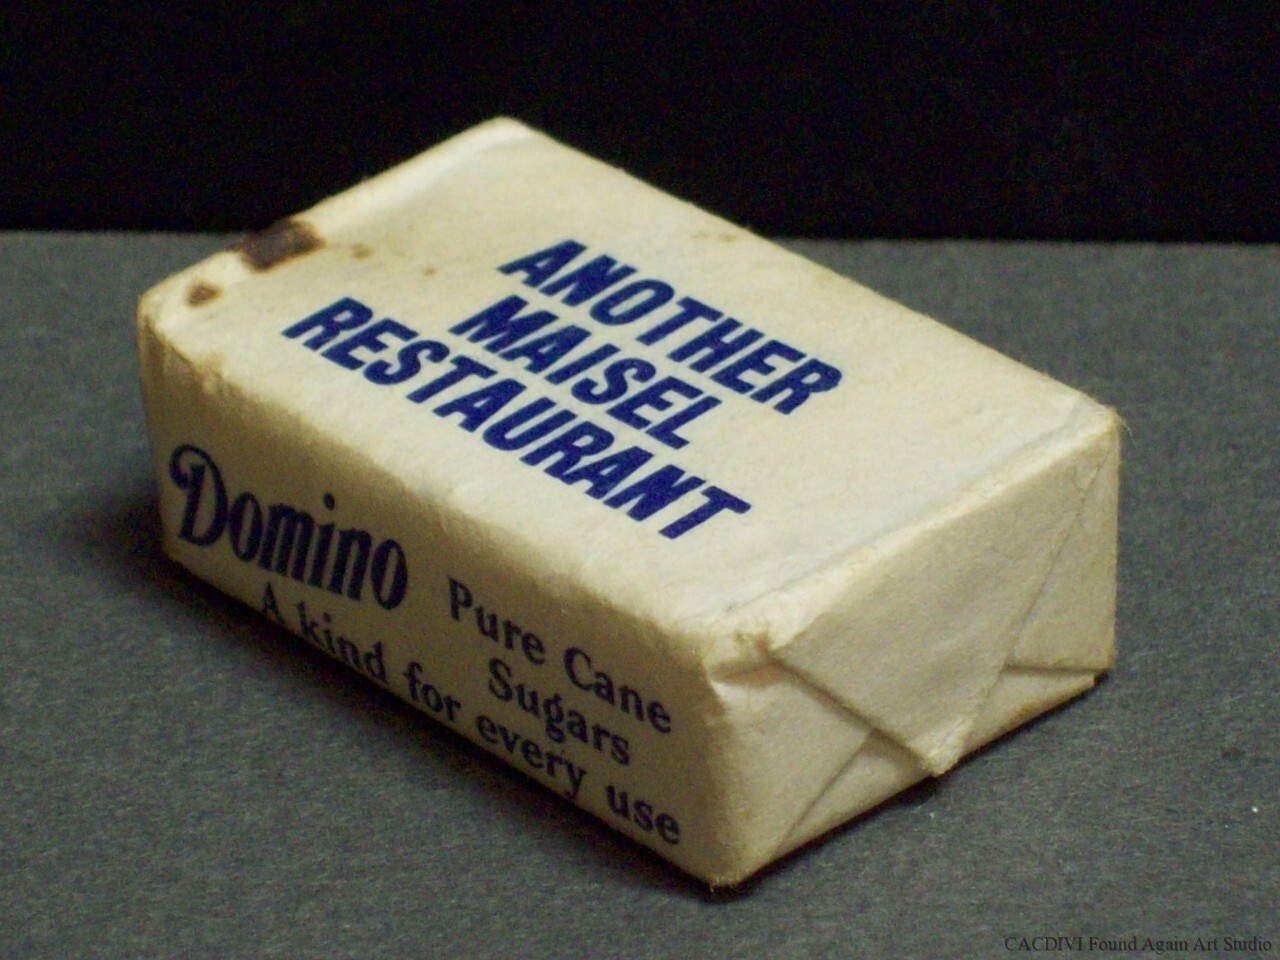 ANOTHER
MAISEL
RESTAURANT
Domino Pure Cane
Sugars
A kind for every use
CACDIVI Found Again Art Studio